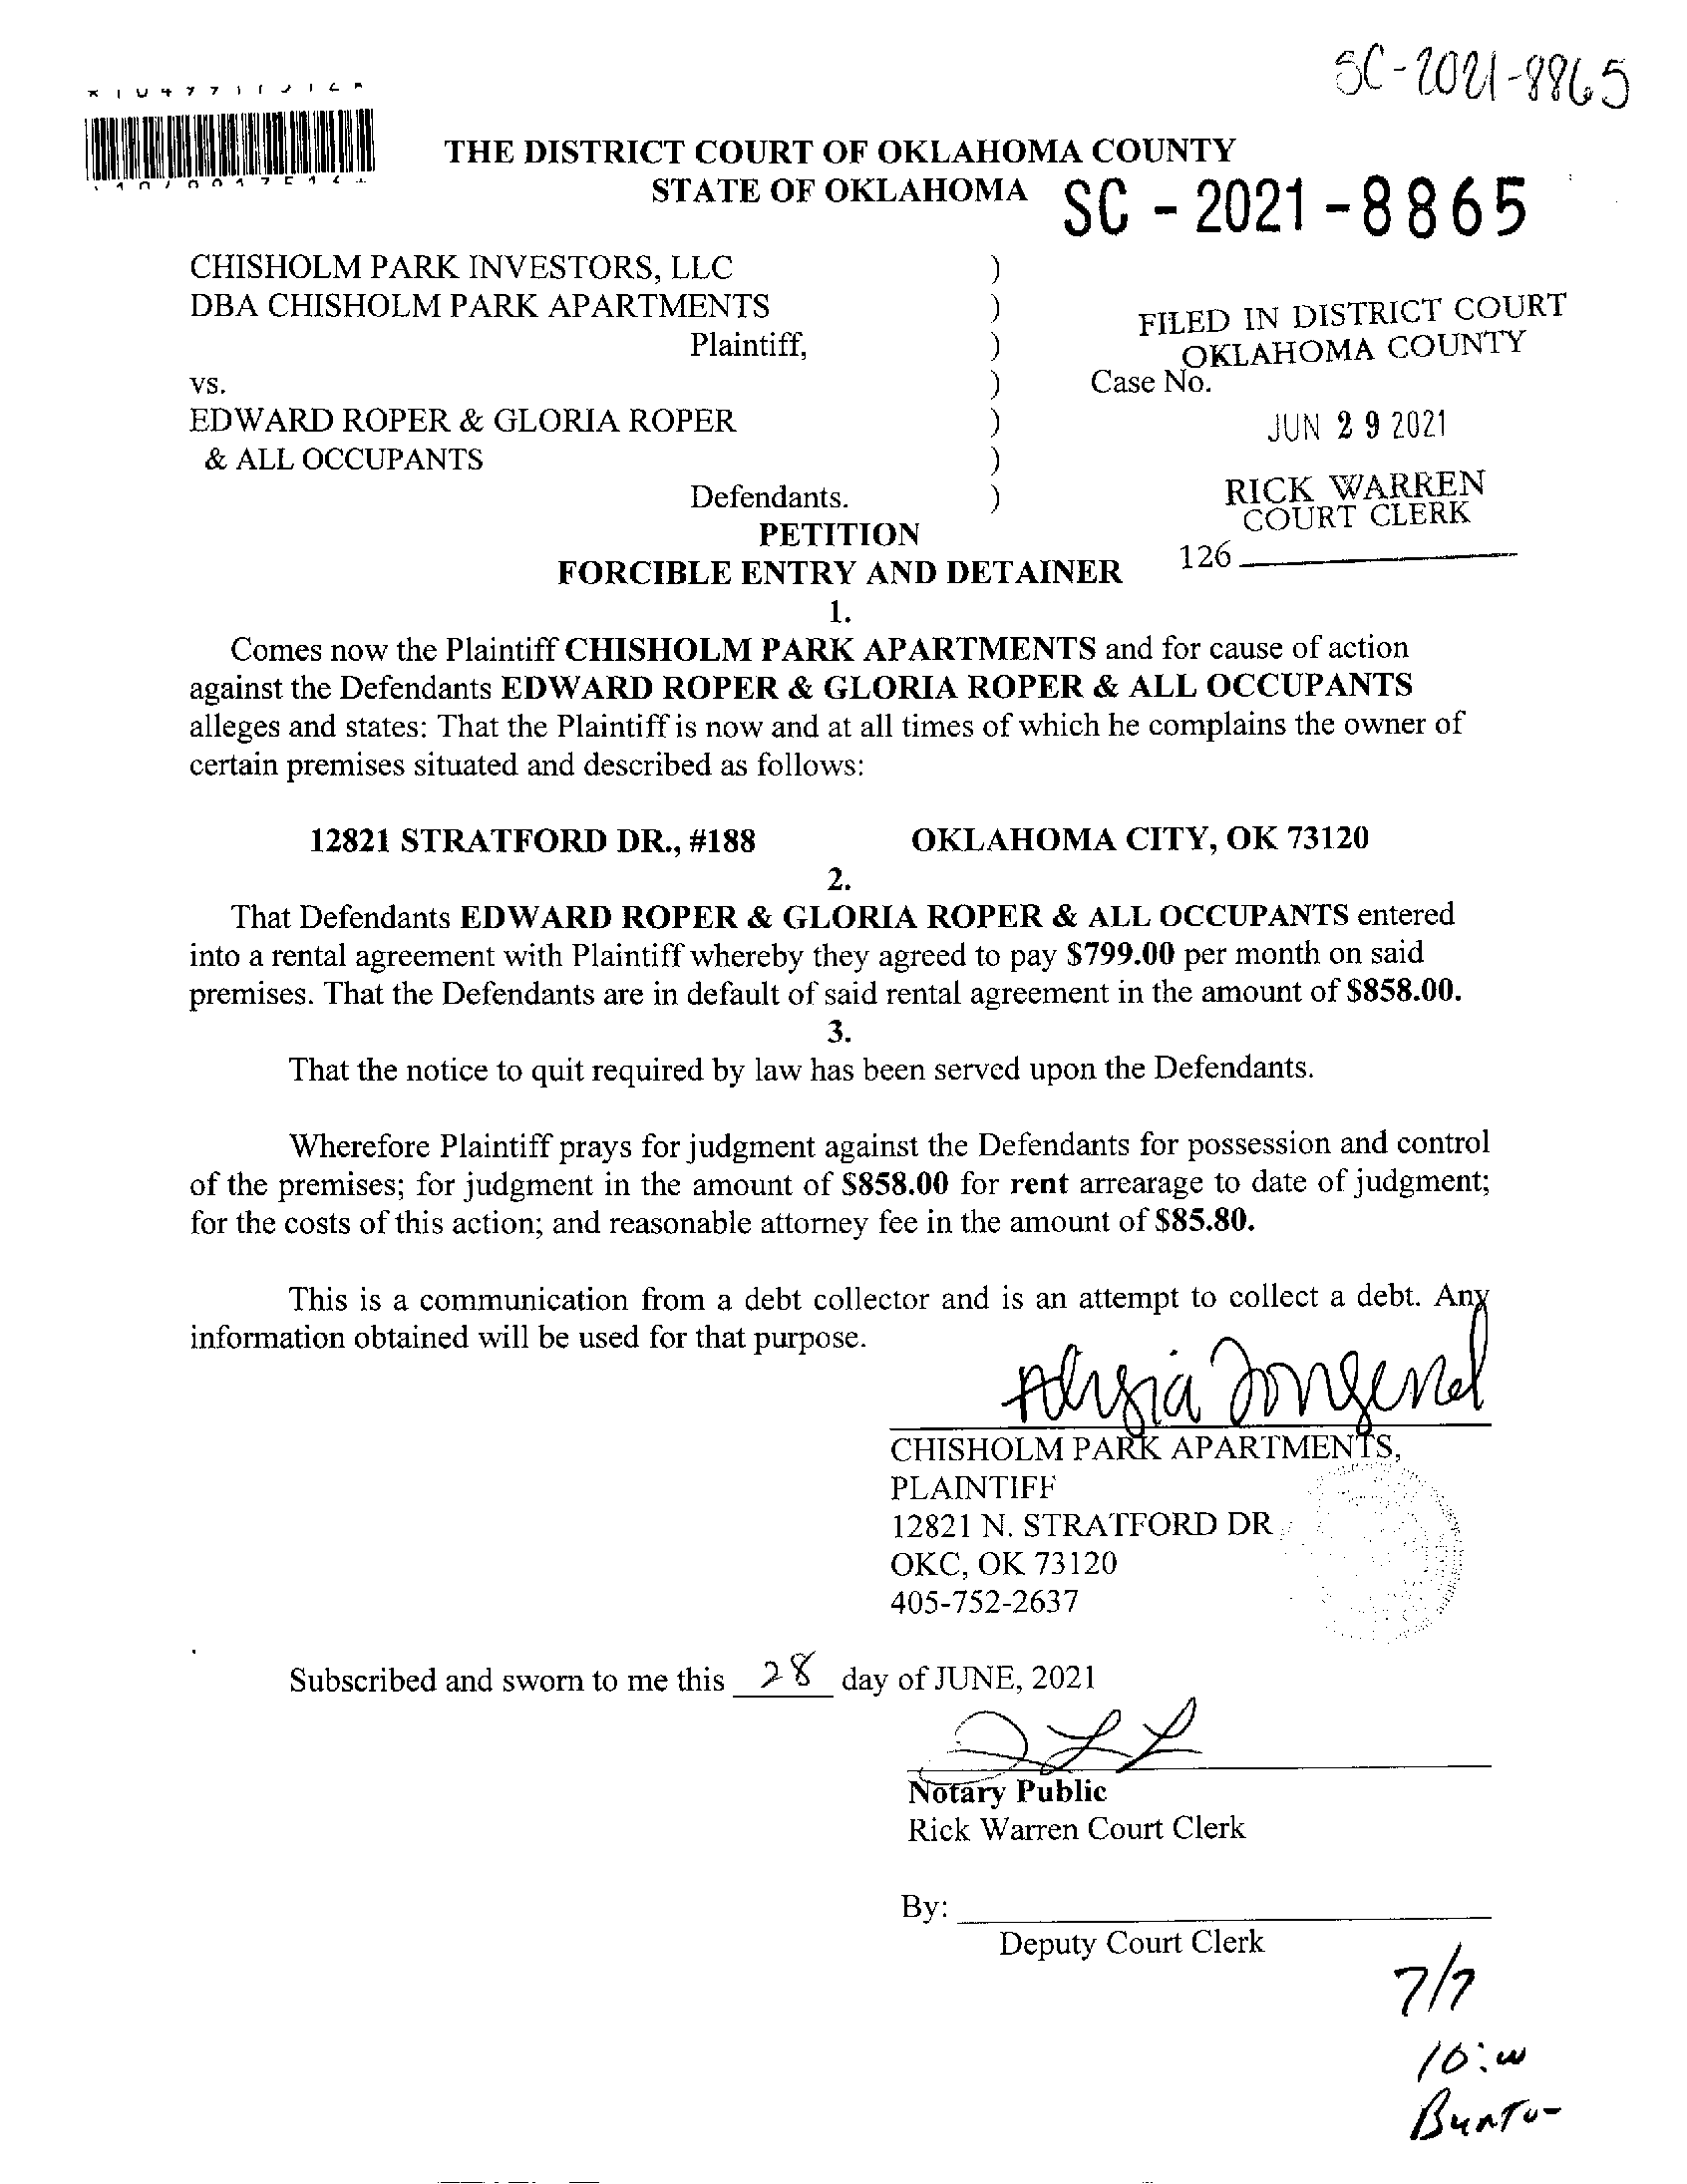 SC-2021-8865
THE DISTRICT COURT OF OKLAHOMA COUNTY
STATE OF OKLAHOMA
SC - 2021 - 8865
CHISHOLM PARK INVESTORS, LLC )
DBA CHISHOLM PARK APARTMENTS )
Plaintiff, )
FILED IN DISTRICT COURT
OKLAHOMA COUNTY
vs. ) Case No.
EDWARD ROPER & GLORIA ROPER )
JUN 29 2021
& ALL OCCUPANTS )
Defendants. )
RICK WARREN
COURT CLERK
126
PETITION
FORCIBLE ENTRY AND DETAINER
1.
Comes now the Plaintiff CHISHOLM PARK APARTMENTS and for cause of action
against the Defendants EDWARD ROPER & GLORIA ROPER & ALL OCCUPANTS
alleges and states: That the Plaintiff is now and at all times of which he complains the owner of
certain premises situated and described as follows:
12821 STRATFORD DR., #188 OKLAHOMA CITY, OK 73120
2.
That Defendants EDWARD ROPER & GLORIA ROPER & ALL OCCUPANTS entered
into a rental agreement with Plaintiff whereby they agreed to pay $799.00 per month on said
premises. That the Defendants are in default of said rental agreement in the amount of $858.00.
3.
That the notice to quit required by law has been served upon the Defendants.
Wherefore Plaintiff prays for judgment against the Defendants for possession and control
of the premises; for judgment in the amount of $858.00 for rent arrearage to date of judgment;
for the costs of this action; and reasonable attorney fee in the amount of $85.80.
This is a communication from a debt collector and is an attempt to collect a debt. Any
information obtained will be used for that purpose.
CHISHOLM PARK APARTMENTS,
PLAINTIFF
12821 N. STRATFORD DR
OKC, OK 73120
405-752-2637
Subscribed and sworn to me this 28 day of JUNE, 2021
Notary Public
Rick Warren Court Clerk
By:
Deputy Court Clerk
7/7